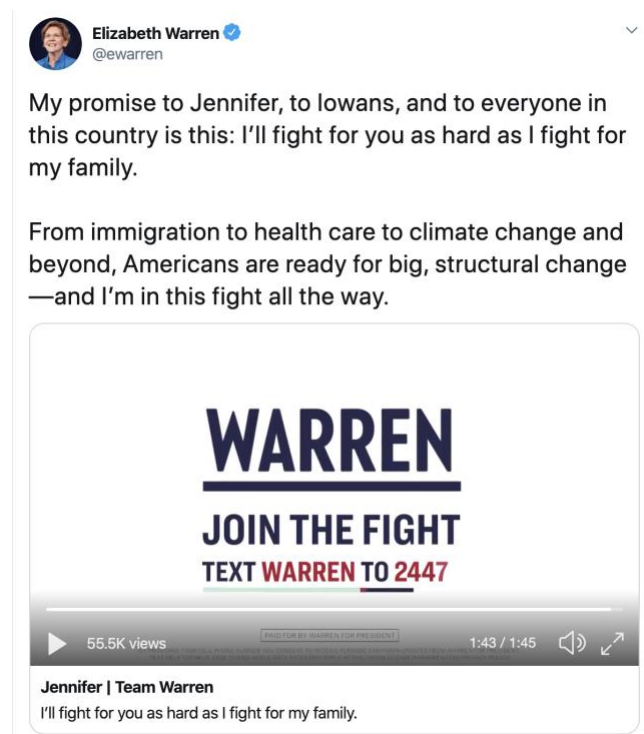 Elizabeth Warren
@ewarren
My promise to Jennifer, to Iowans, and to everyone in
this country is this: I’ll fight for you as hard as I fight for
my family.
From immigration to health care to climate change and
beyond, Americans are ready for big, structural change
—and I’m in this fight all the way.
WARREN
JOIN THE FIGHT
TEXT WARREN TO 2447
PAID FOR BY WARREN FOR PRESIDENT
55.5K views
1:43 / 1:45
Jennifer | Team Warren
I’ll fight for you as hard as I fight for my family.